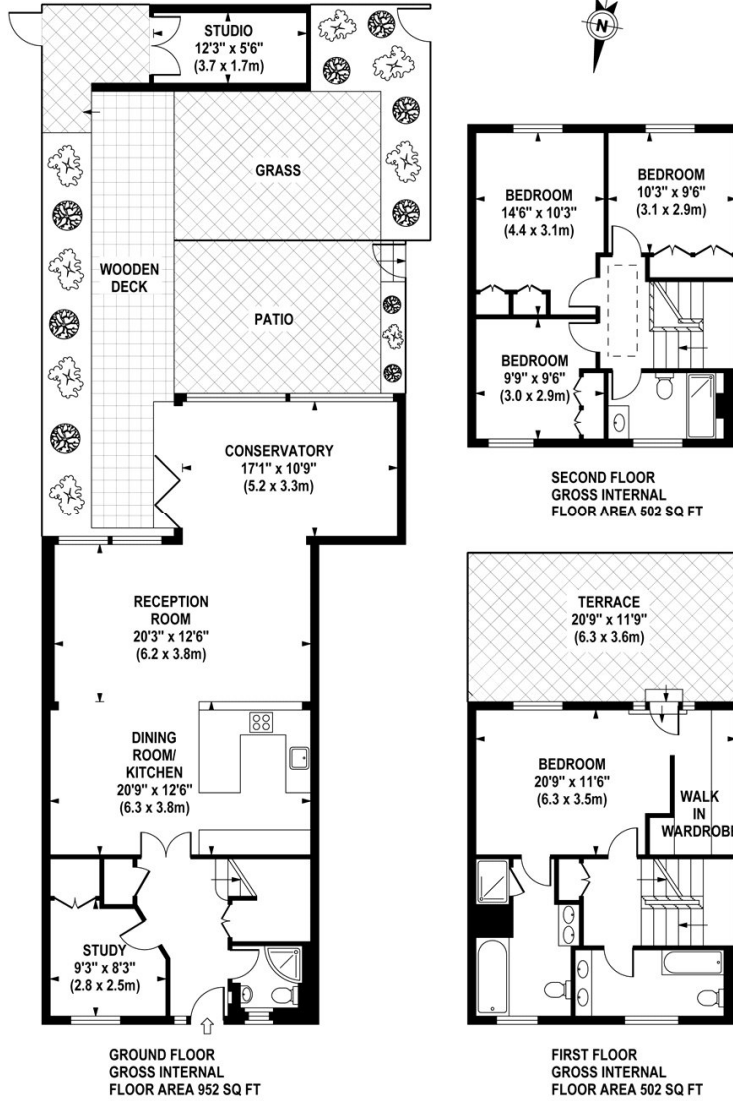 STUDIO
12'3" x 5'6"
(3.7 x 1.7m)
N
GRASS
WOODEN
DECK
PATIO
CONSERVATORY
17'1" x 10'9"
(5.2 x 3.3m)
RECEPTION
ROOM
20'3" x 12'6"
(6.2 x 3.8m)
DINING
ROOM/
KITCHEN
20'9" x 12'6"
(6.3 x 3.8m)
STUDY
9'3" x 8'3"
(2.8 x 2.5m)
GROUND FLOOR
GROSS INTERNAL
FLOOR AREA 952 SQ FT
BEDROOM
14'6" x 10'3"
(4.4 x 3.1m)
BEDROOM
10'3" x 9'6"
(3.1 x 2.9m)
BEDROOM
9'9" x 9'6"
(3.0 x 2.9m)
SECOND FLOOR
GROSS INTERNAL
FLOOR AREA 502 SQ FT
TERRACE
20'9" x 11'9"
(6.3 x 3.6m)
BEDROOM
20'9" x 11'6"
(6.3 x 3.5m)
WALK
IN
WARDROBE
FIRST FLOOR
GROSS INTERNAL
FLOOR AREA 502 SQ FT